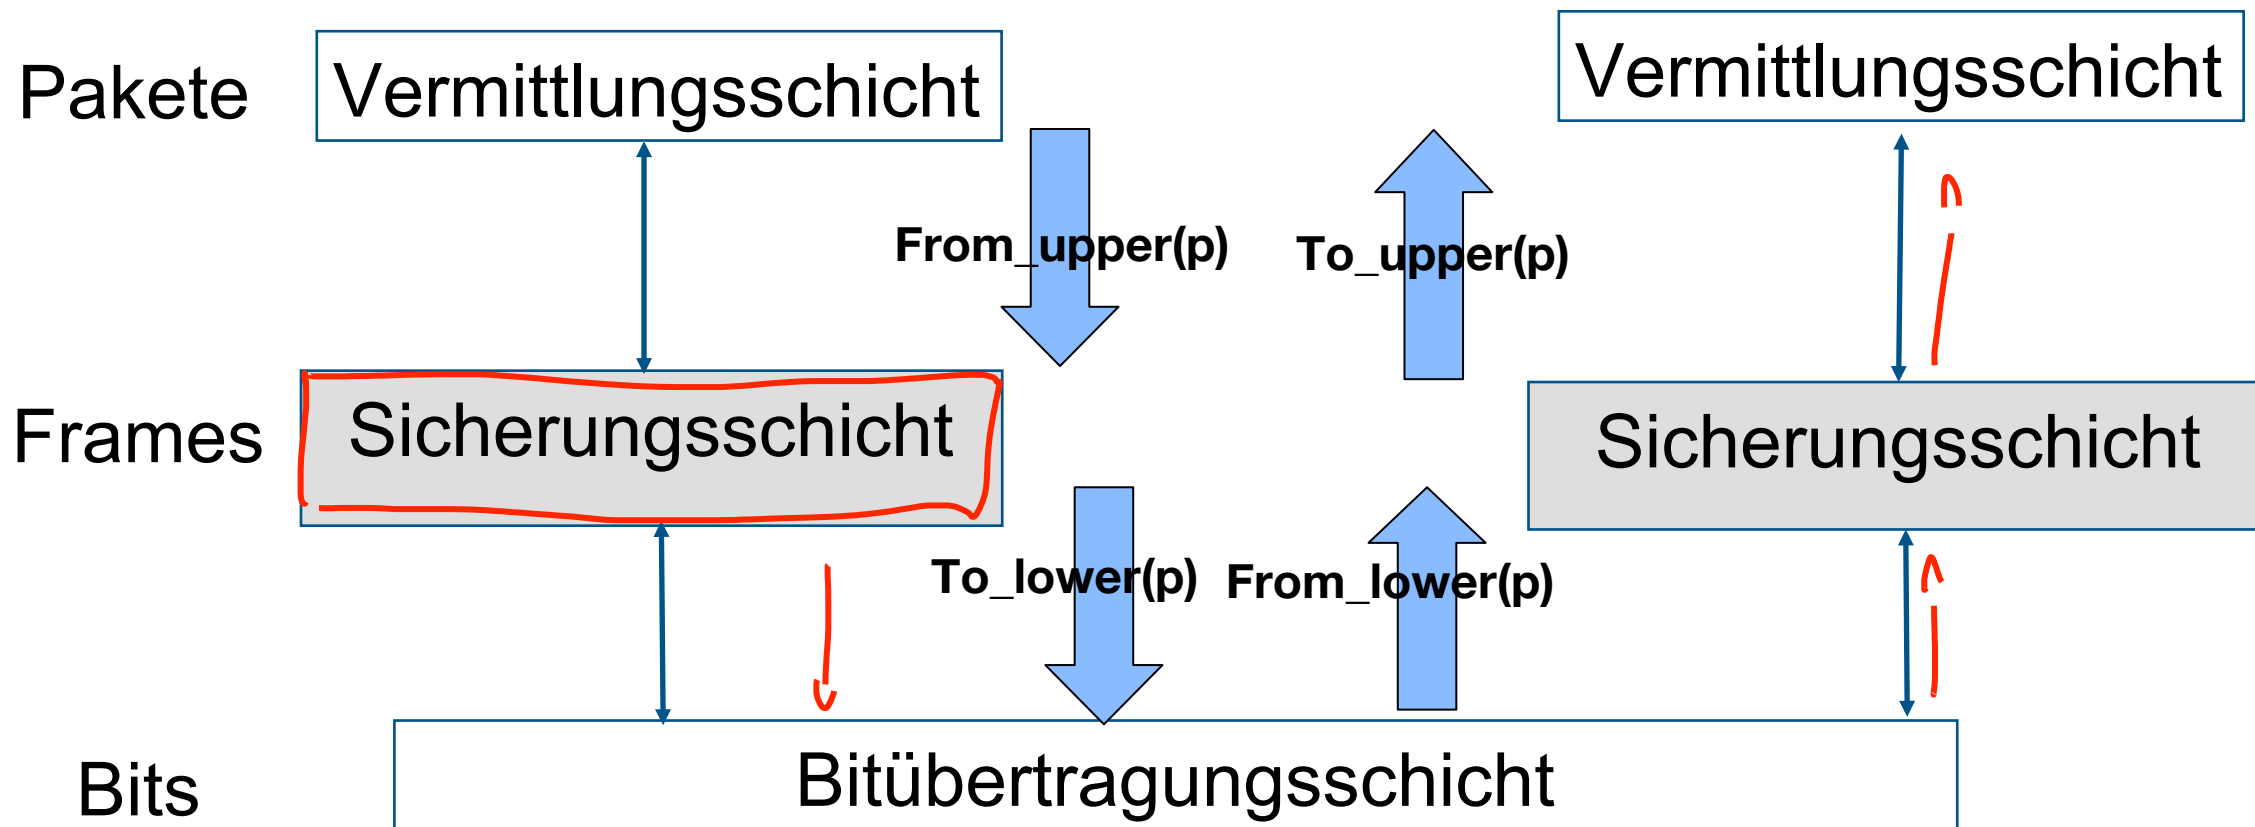 Pakete
Vermittlungsschicht
Vermittlungsschicht
From_upper(p)
To_upper(p)
Frames
Sicherungsschicht
Sicherungsschicht
To_lower(p)
From_lower(p)
Bits
Bitübertragungsschicht